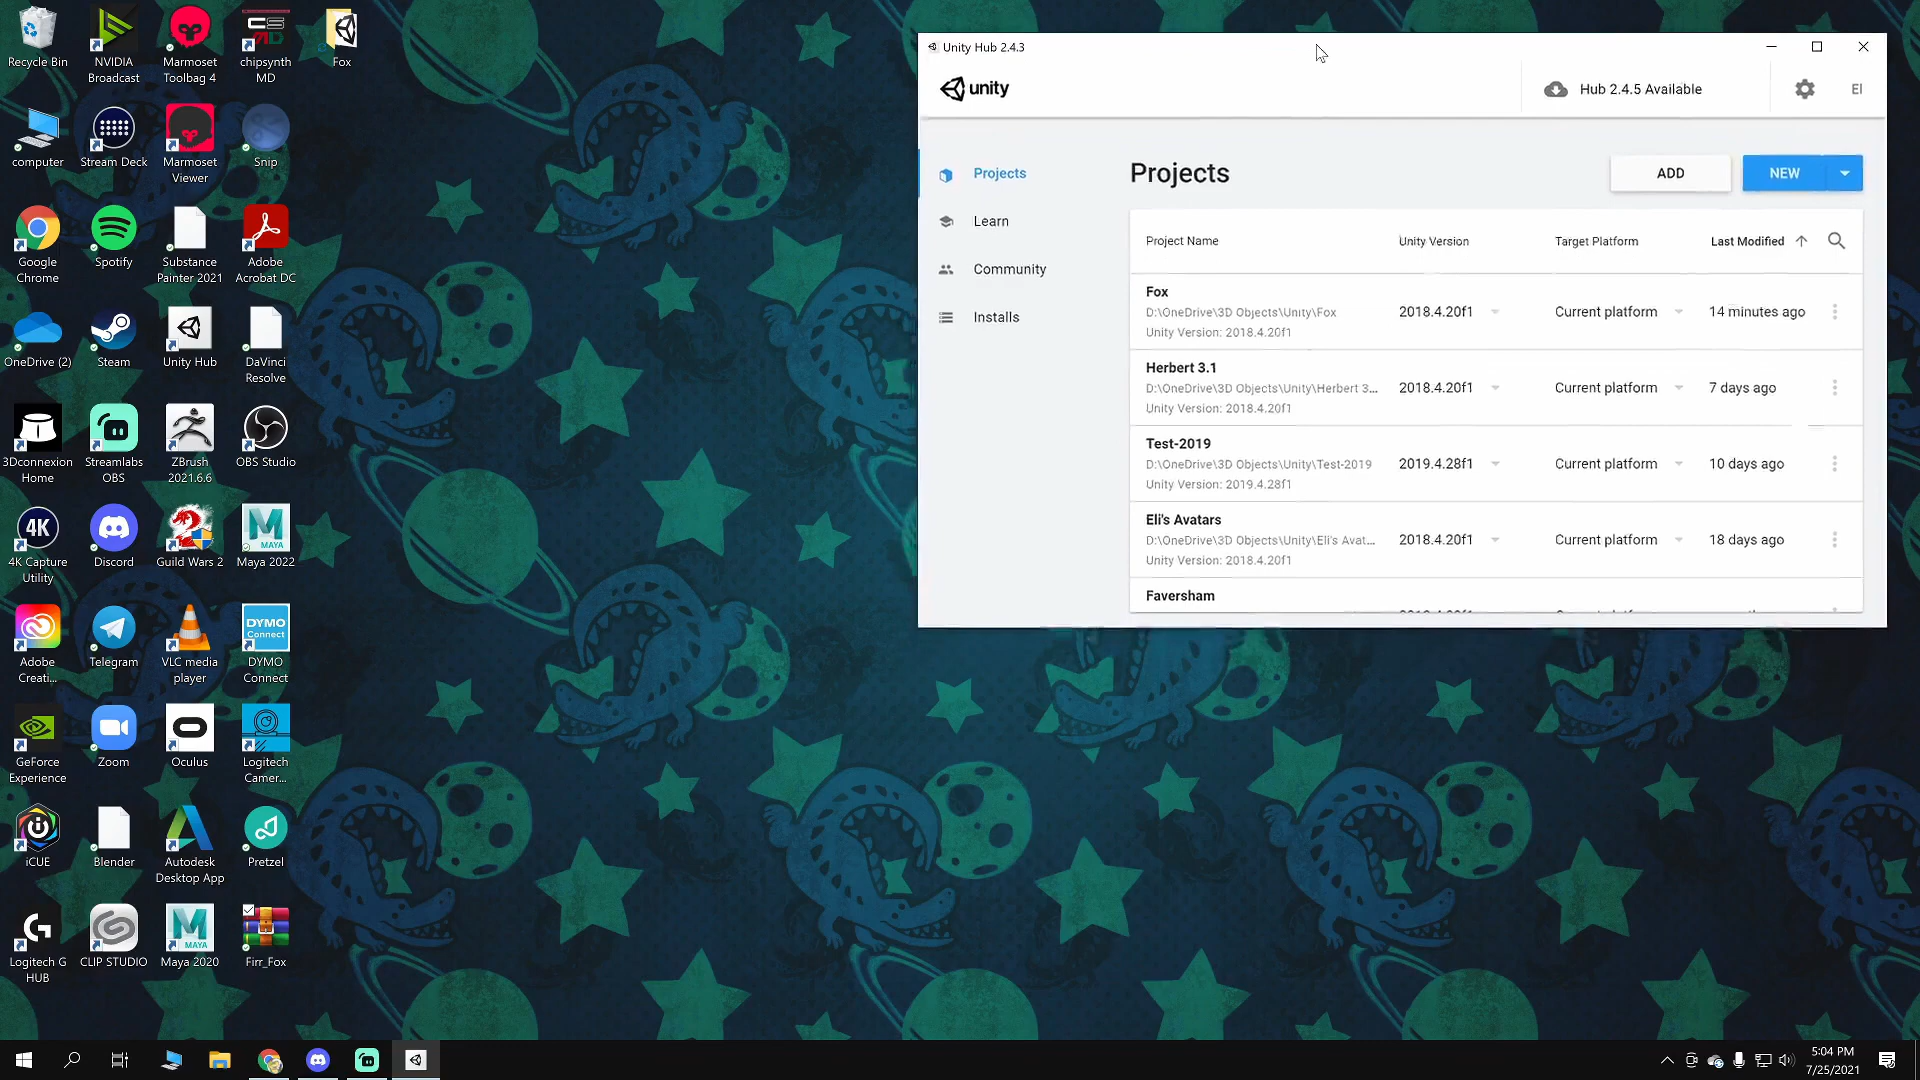 Recycle Bin
NVIDIA
Broadcast
Marmoset
Toolbag 4
chipsynth
MD
Fox
computer
Stream Deck
Marmoset
Viewer
Snip
Google
Chrome
Spotify
Substance
Painter 2021
Adobe
Acrobat DC
OneDrive (2)
Steam
Unity Hub
DaVinci
Resolve
3Dconnexion
Home
Streamlabs
OBS
ZBrush
2021.6.6
OBS Studio
4K
4K Capture
Utility
Discord
Guild Wars 2
MAYA
Maya 2022
Adobe
Creati...
Telegram
VLC media
player
DYMO
Connect
DYMO
Connect
GeForce
Experience
Zoom
Oculus
Logitech
Camer...
iCUE
Blender
Autodesk
Desktop App
Pretzel
Logitech G
HUB
CLIP STUDIO
MAYA
Maya 2020
Firr_Fox
Unity Hub 2.4.3
unity
Hub 2.4.5 Available
El
Projects
Learn
Community
Installs
Projects
ADD
NEW
Project Name Unity Version Target Platform Last Modified
Fox
D:\OneDrive\3D Objects\Unity\Fox
Unity Version: 2018.4.20f1
2018.4.20f1 Current platform 14 minutes ago
Herbert 3.1
D:\OneDrive\3D Objects\Unity\Herbert 3...
Unity Version: 2018.4.20f1
2018.4.20f1 Current platform 7 days ago
Test-2019
D:\OneDrive\3D Objects\Unity\Test-2019
Unity Version: 2019.4.28f1
2019.4.28f1 Current platform 10 days ago
Eli's Avatars
D:\OneDrive\3D Objects\Unity\Eli's Avat...
Unity Version: 2018.4.20f1
2018.4.20f1 Current platform 18 days ago
Faversham
5:04 PM
7/25/2021